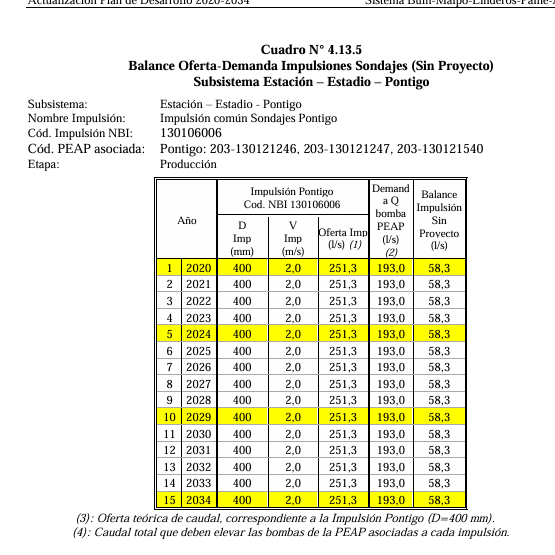 Actualización Plan de Desarrollo 2020-2034 Sistema Buin-Maipo-Linderos-Paine-A
Cuadro N° 4.13.5
Balance Oferta-Demanda Impulsiones Sondajes (Sin Proyecto)
Subsistema Estación – Estadio – Pontigo
Subsistema: Estación – Estadio - Pontigo
Nombre Impulsión: Impulsión común Sondajes Pontigo
Cód. Impulsión NBI: 130106006
Cód. PEAP asociada: Pontigo: 203-130121246, 203-130121247, 203-130121540
Etapa: Producción
Año
Impulsión Pontigo
Cod. NBI 130106006
D
Imp
(mm)
V
Imp
(m/s)
Oferta Imp
(l/s) (1)
Demand
a Q
bomba
PEAP
(l/s)
(2)
Balance
Impulsión
Sin
Proyecto
(l/s)
1 2020 400 2,0 251,3 193,0 58,3
2 2021 400 2,0 251,3 193,0 58,3
3 2022 400 2,0 251,3 193,0 58,3
4 2023 400 2,0 251,3 193,0 58,3
5 2024 400 2,0 251,3 193,0 58,3
6 2025 400 2,0 251,3 193,0 58,3
7 2026 400 2,0 251,3 193,0 58,3
8 2027 400 2,0 251,3 193,0 58,3
9 2028 400 2,0 251,3 193,0 58,3
10 2029 400 2,0 251,3 193,0 58,3
11 2030 400 2,0 251,3 193,0 58,3
12 2031 400 2,0 251,3 193,0 58,3
13 2032 400 2,0 251,3 193,0 58,3
14 2033 400 2,0 251,3 193,0 58,3
15 2034 400 2,0 251,3 193,0 58,3
(3): Oferta teórica de caudal, correspondiente a la Impulsión Pontigo (D=400 mm).
(4): Caudal total que deben elevar las bombas de la PEAP asociadas a cada impulsión.